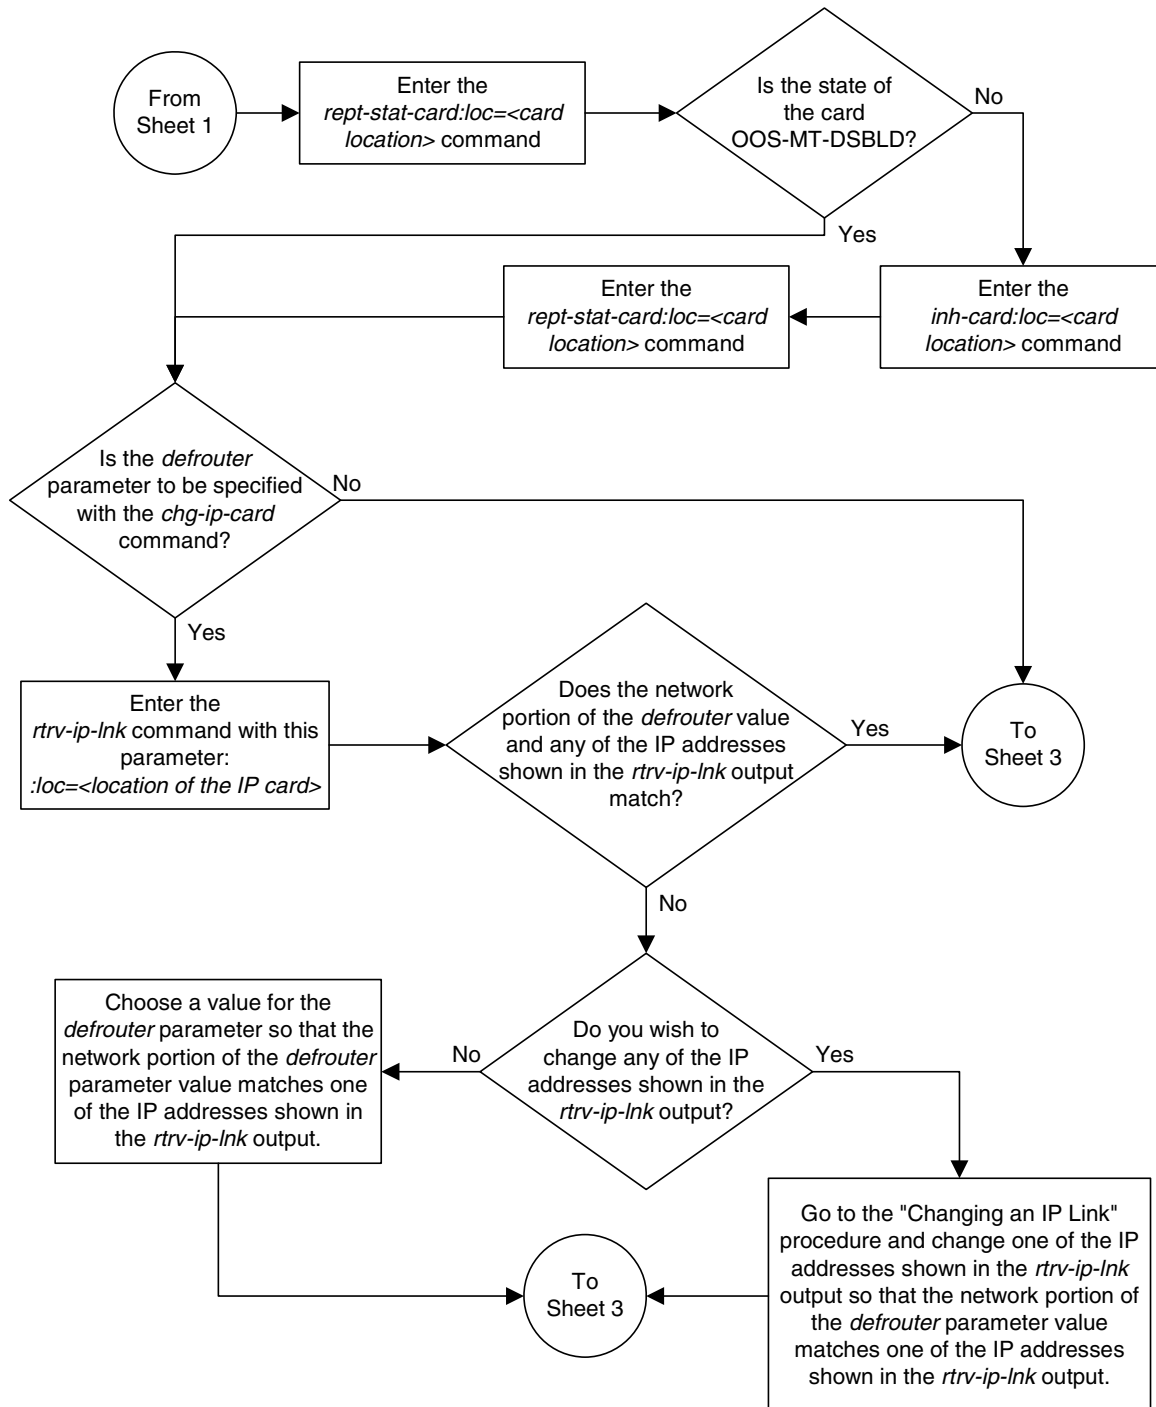 From
Sheet 1
Enter the
rept-stat-card:loc=<card
location> command
Is the state of
the card
OOS-MT-DSBLD?
No
Yes
Enter the
inh-card:loc=<card
location> command
Enter the
rept-stat-card:loc=<card
location> command
Is the defrouter
parameter to be specified
with the chg-ip-card
command?
No
Yes
Enter the
rtrv-ip-lnk command with this
parameter:
:loc=<location of the IP card>
Does the network
portion of the defrouter value
and any of the IP addresses
shown in the rtrv-ip-lnk output
match?
Yes
To
Sheet 3
No
Do you wish to
change any of the IP
addresses shown in the
rtrv-ip-lnk output?
No
Yes
Choose a value for the
defrouter parameter so that the
network portion of the defrouter
parameter value matches one
of the IP addresses shown in
the rtrv-ip-lnk output.
To
Sheet 3
Go to the "Changing an IP Link"
procedure and change one of the IP
addresses shown in the rtrv-ip-lnk
output so that the network portion of
the defrouter parameter value
matches one of the IP addresses
shown in the rtrv-ip-lnk output.